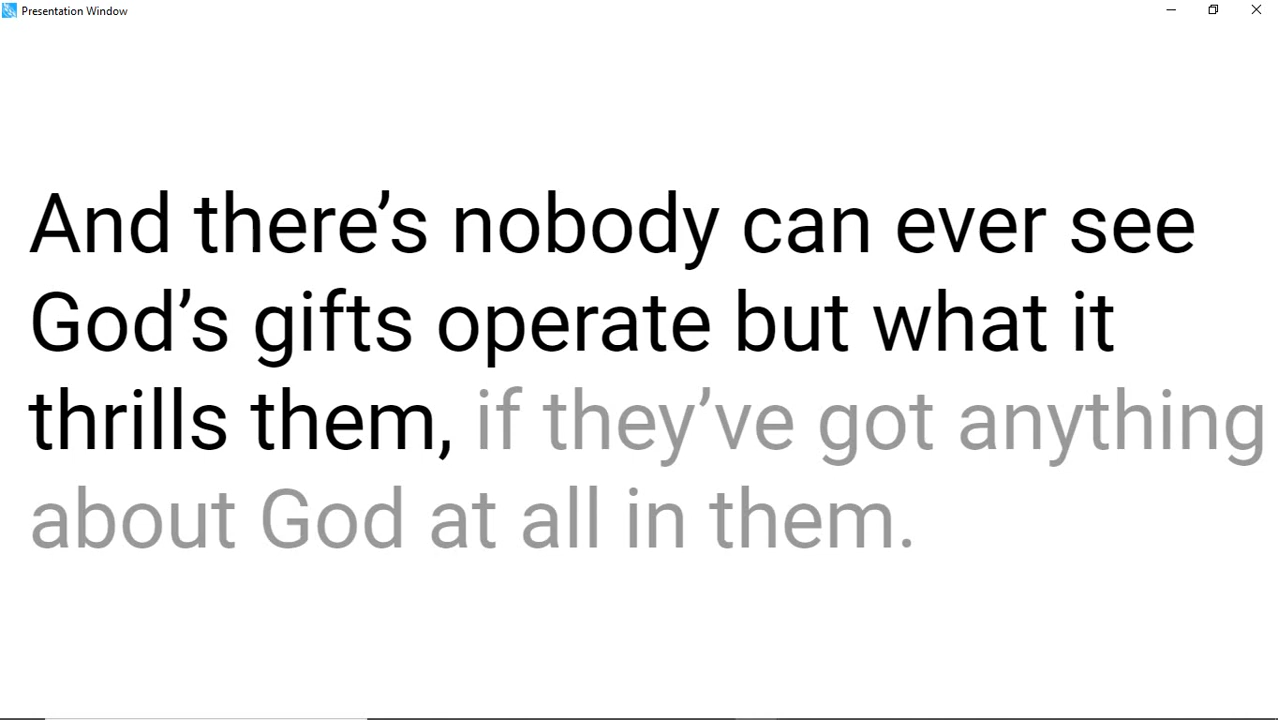 Presentation Window
And there’s nobody can ever see
God’s gifts operate but what it
thrills them, if they’ve got anything
about God at all in them.